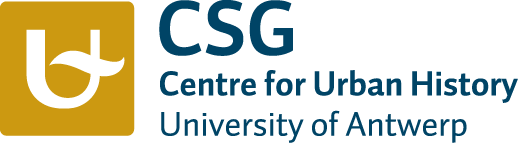 CSG
Centre for Urban History
University of Antwerp